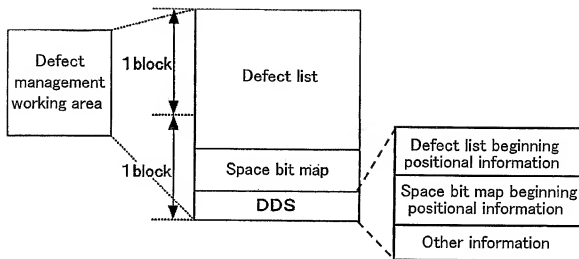 Defect
management
working area
1 block
1 block
Defect list
Space bit map
DDS
Defect list beginning
positional information
Space bit map beginning
positional information
Other information